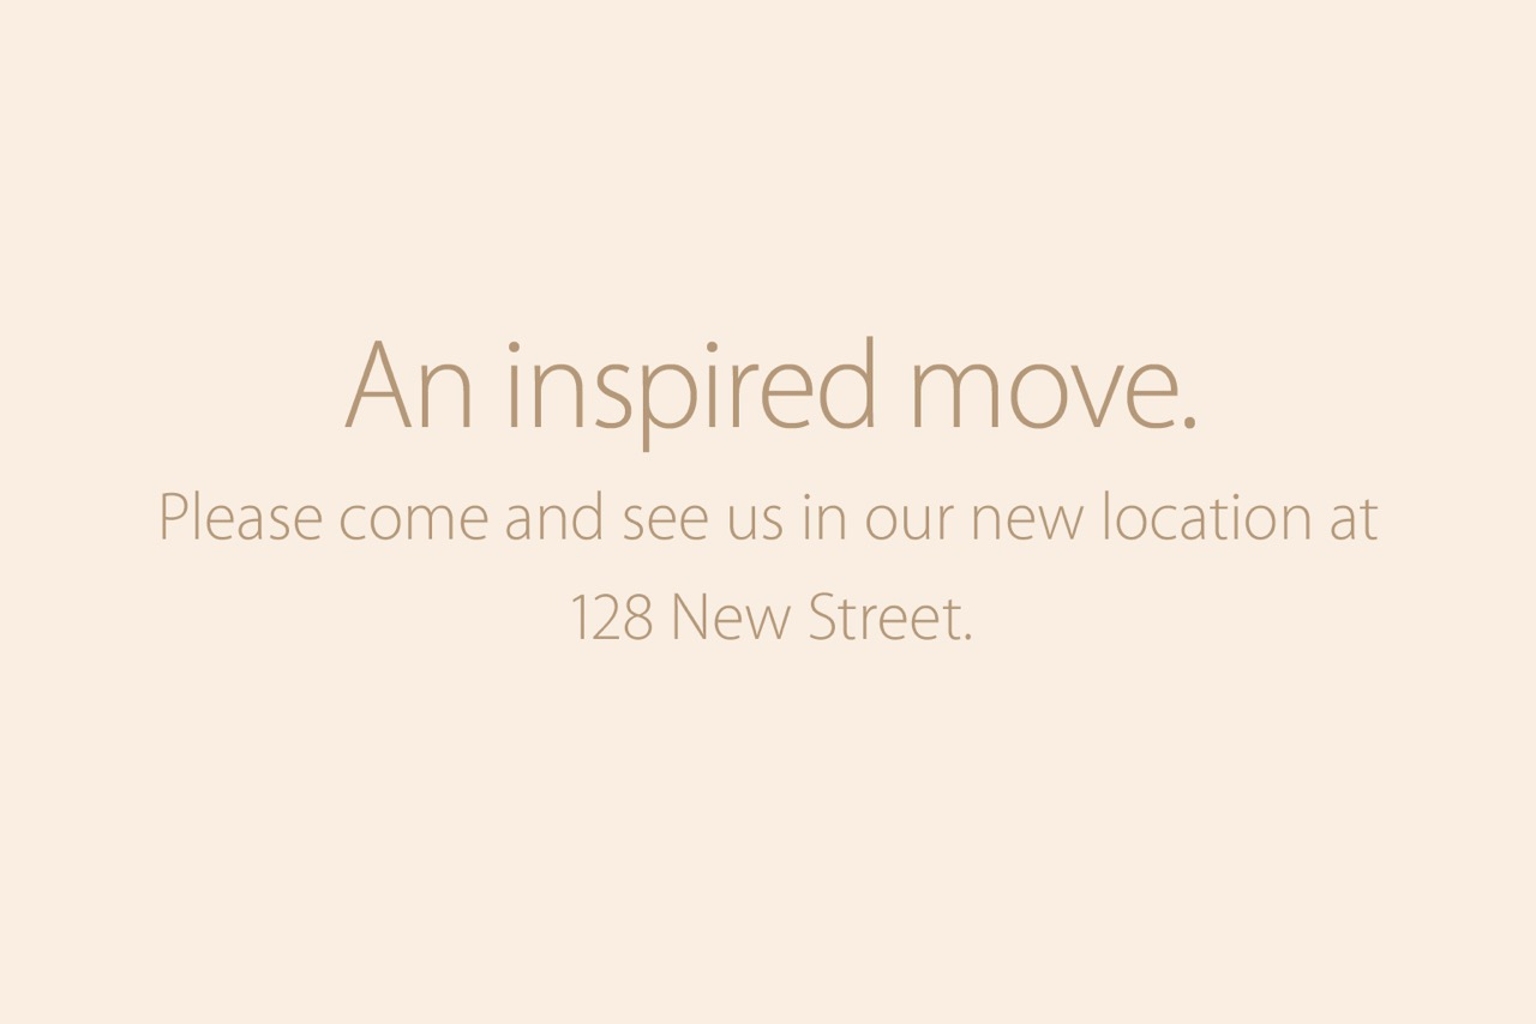 An inspired move.
Please come and see us in our new location at
128 New Street.